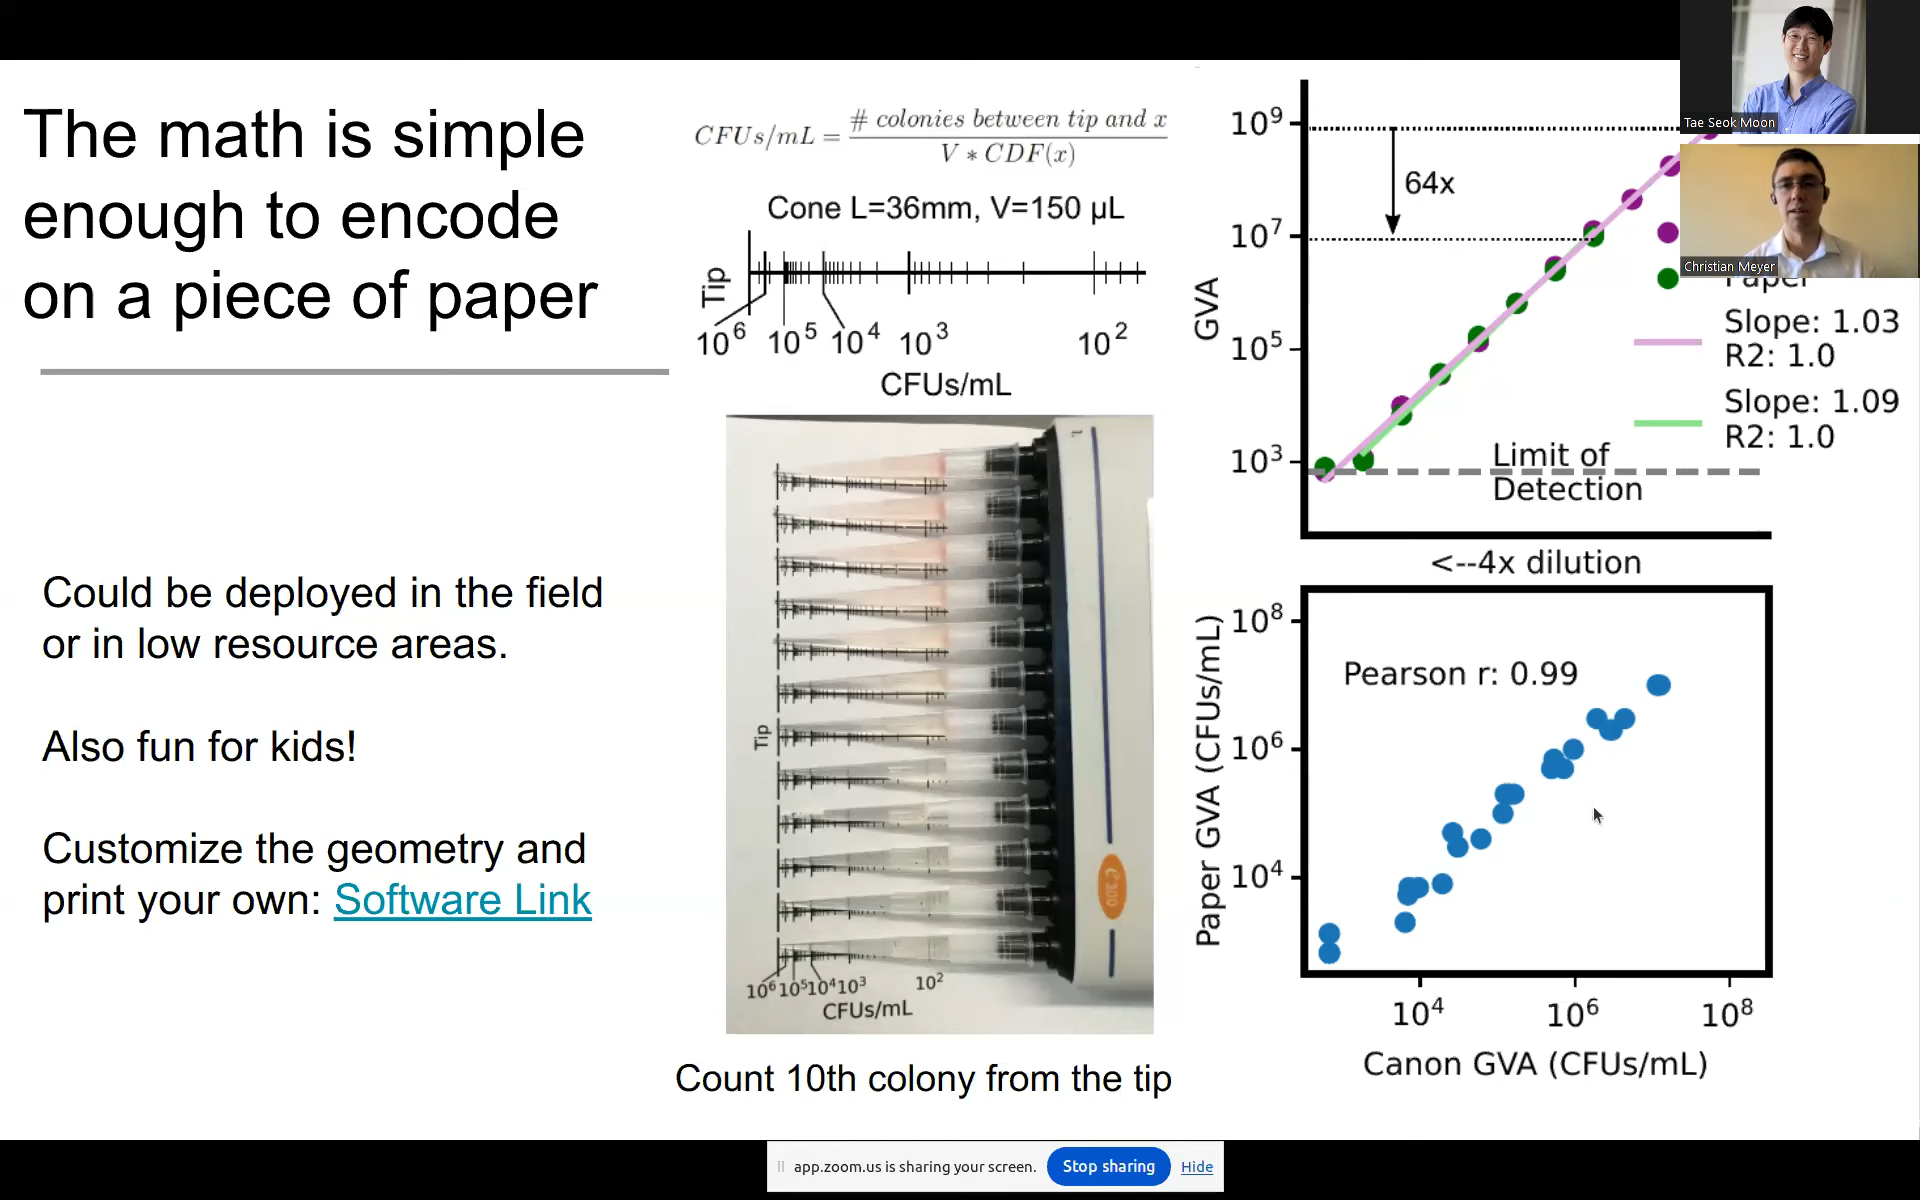 The math is simple
enough to encode
on a piece of paper
Could be deployed in the field
or in low resource areas.
Also fun for kids!
Customize the geometry and
print your own: Software Link
CFUs/mL = # colonies between tip and x / V * CDF(x)
Cone L=36mm, V=150 µL
Tip
10^6 10^5 10^4 10^3 10^2
CFUs/mL
Tip
10^6 10^5 10^4 10^3 10^2
CFUs/mL
Count 10th colony from the tip
GVA
10^9
10^7
10^5
10^3
64x
Paper
Slope: 1.03
R2: 1.0
Slope: 1.09
R2: 1.0
Limit of
Detection
<--4x dilution
Paper GVA (CFUs/mL)
10^8
10^6
10^4
Pearson r: 0.99
10^4 10^6 10^8
Canon GVA (CFUs/mL)
Tae Seok Moon
Christian Meyer
app.zoom.us is sharing your screen.
Stop sharing
Hide